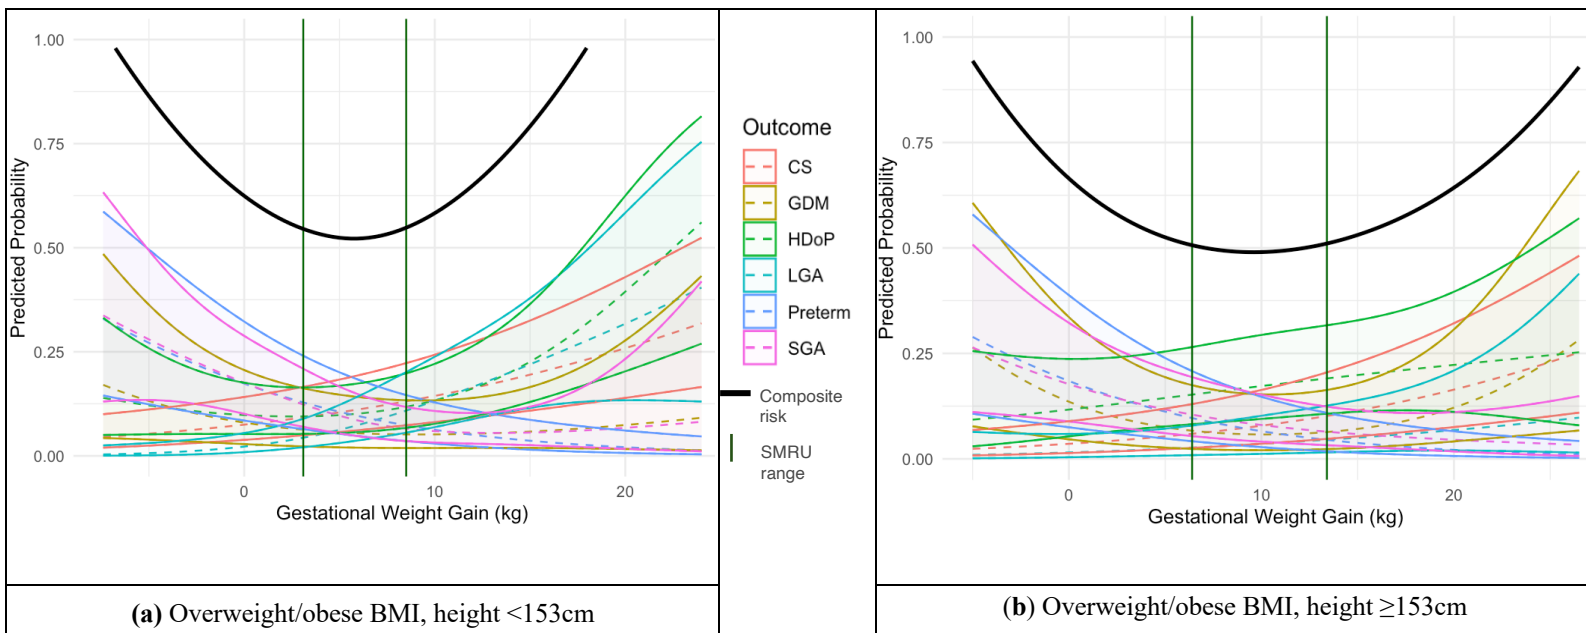 1.00
0.75
0.50
0.25
0.00
Predicted Probability
0
10
20
Gestational Weight Gain (kg)
(a) Overweight/obese BMI, height <153cm
Outcome
CS
GDM
HDoP
LGA
Preterm
SGA
Composite
risk
SMRU
range
1.00
0.75
0.50
0.25
0.00
Predicted Probability
0
10
20
Gestational Weight Gain (kg)
(b) Overweight/obese BMI, height ≥153cm